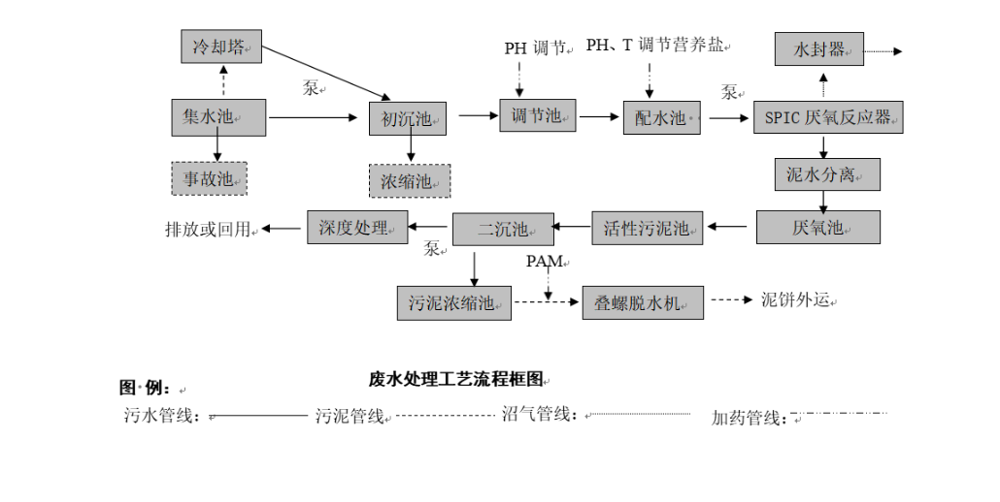 冷却塔
PH 调节
PH、T 调节营养盐
水封器
泵
泵
集水池
初沉池
调节池
配水池
SPIC 厌氧反应器
事故池
浓缩池
泥水分离
排放或回用
深度处理
二沉池
活性污泥池
厌氧池
泵
PAM
污泥浓缩池
叠螺脱水机
泥饼外运
废水处理工艺流程框图
图 例：
污水管线：
污泥管线
沼气管线：
加药管线：